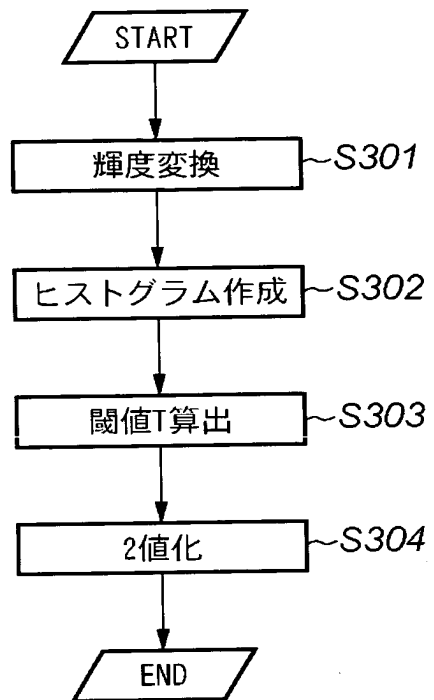 START
輝度変換
S301
ヒストグラム作成
S302
閾値T算出
S303
2値化
S304
END